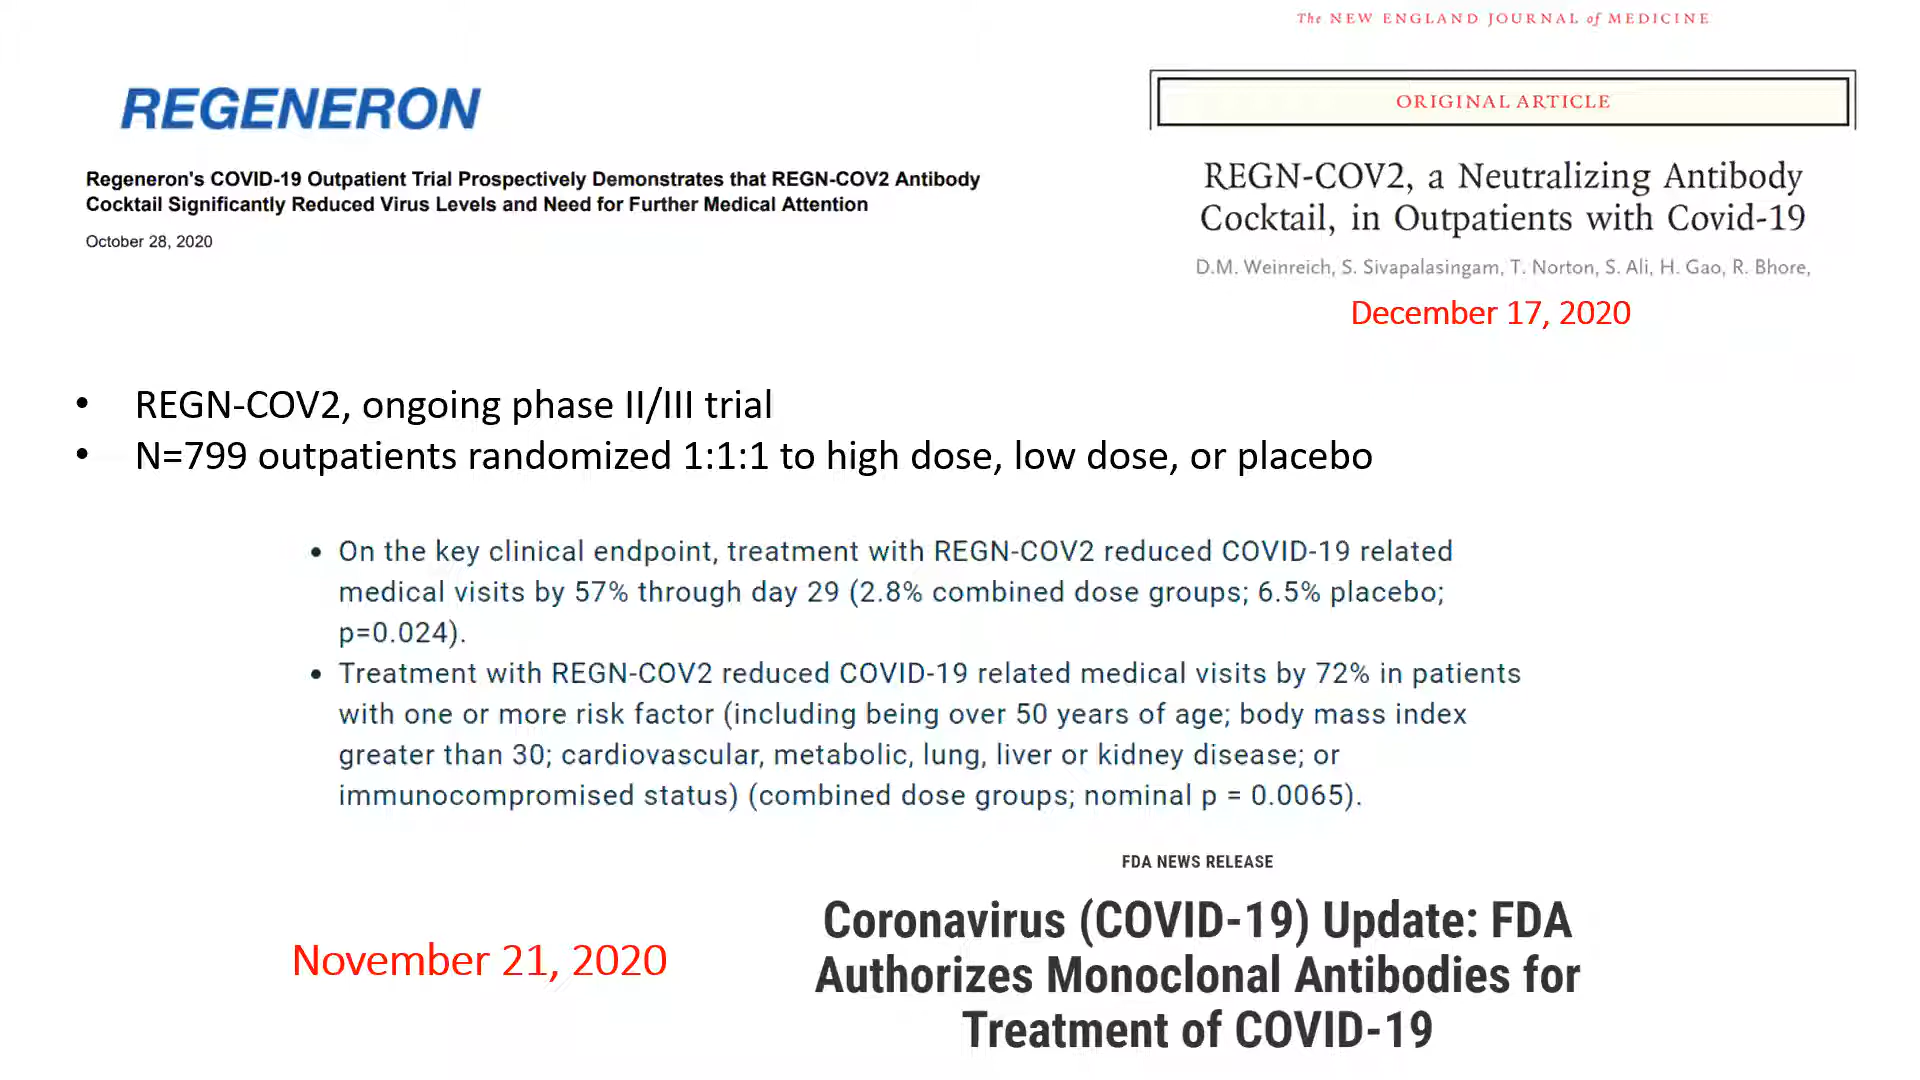 The NEW ENGLAND JOURNAL of MEDICINE
REGENERON
ORIGINAL ARTICLE
Regeneron's COVID-19 Outpatient Trial Prospectively Demonstrates that REGN-COV2 Antibody
Cocktail Significantly Reduced Virus Levels and Need for Further Medical Attention
October 28, 2020
REGN-COV2, a Neutralizing Antibody
Cocktail, in Outpatients with Covid-19
D.M. Weinreich, S. Sivapalasingam, T. Norton, S. Ali, H. Gao, R. Bhore,
December 17, 2020
• REGN-COV2, ongoing phase II/III trial
• N=799 outpatients randomized 1:1:1 to high dose, low dose, or placebo
• On the key clinical endpoint, treatment with REGN-COV2 reduced COVID-19 related
medical visits by 57% through day 29 (2.8% combined dose groups; 6.5% placebo;
p=0.024).
• Treatment with REGN-COV2 reduced COVID-19 related medical visits by 72% in patients
with one or more risk factor (including being over 50 years of age; body mass index
greater than 30; cardiovascular, metabolic, lung, liver or kidney disease; or
immunocompromised status) (combined dose groups; nominal p = 0.0065).
FDA NEWS RELEASE
Coronavirus (COVID-19) Update: FDA
Authorizes Monoclonal Antibodies for
Treatment of COVID-19
November 21, 2020